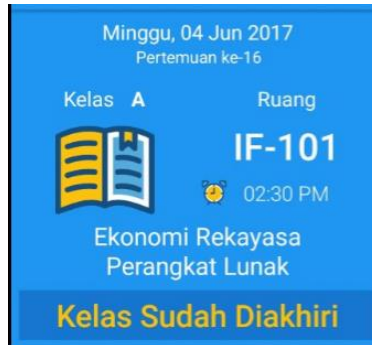 Minggu, 04 Jun 2017
Pertemuan ke-16
Kelas A
Ruang
IF-101
02:30 PM
Ekonomi Rekayasa
Perangkat Lunak
Kelas Sudah Diakhiri